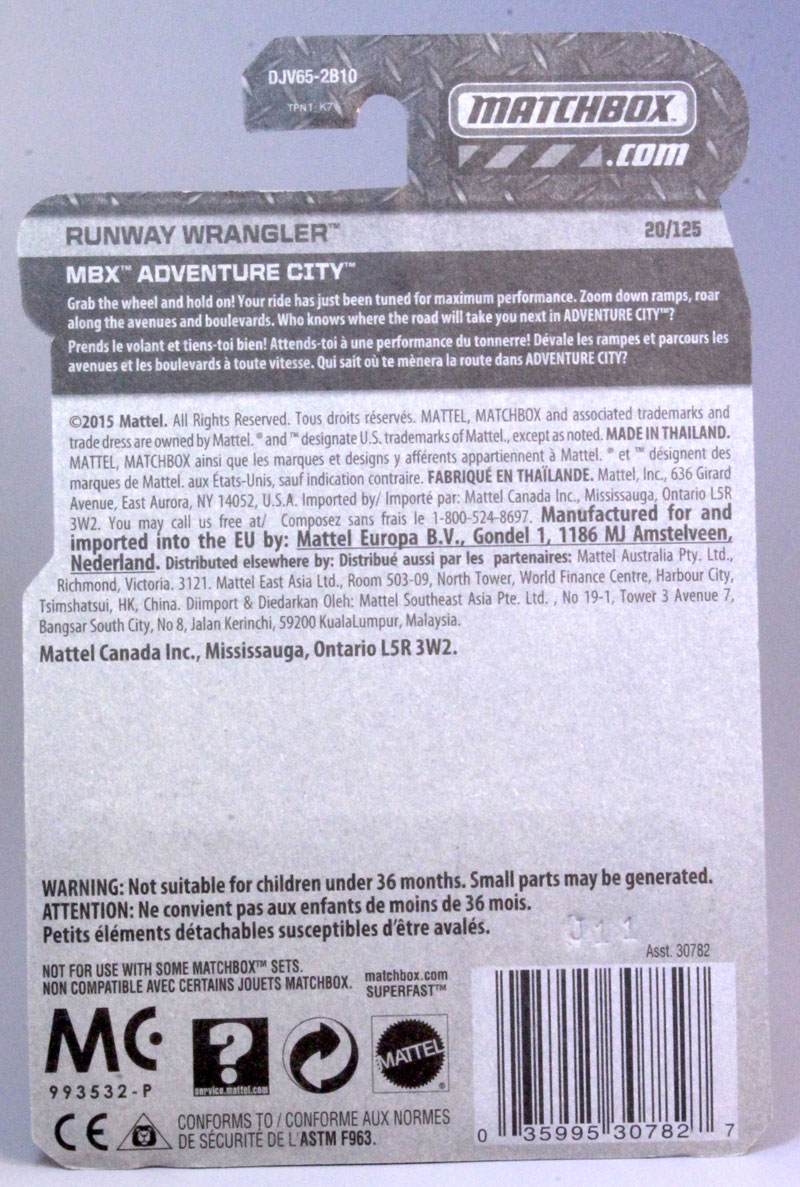 DJV65-2B10
TPN1 K7
MATCHBOX™
.COM
RUNWAY WRANGLER™ 20/125
MBX™ ADVENTURE CITY™
Grab the wheel and hold on! Your ride has just been tuned for maximum performance. Zoom down ramps, roar
along the avenues and boulevards. Who knows where the road will take you next in ADVENTURE CITY™?
Prends le volant et tiens-toi bien! Attends-toi à une performance du tonnerre! Dévale les rampes et parcours les
avenues et les boulevards à toute vitesse. Qui sait où te mènera la route dans ADVENTURE CITY?
©2015 Mattel. All Rights Reserved. Tous droits réservés. MATTEL, MATCHBOX and associated trademarks and
trade dress are owned by Mattel. ® and ™ designate U.S. trademarks of Mattel., except as noted. MADE IN THAILAND.
MATTEL, MATCHBOX ainsi que les marques et designs y afférents appartiennent à Mattel. ® et ™ désignent des
marques de Mattel. aux États-Unis, sauf indication contraire. FABRIQUÉ EN THAÏLANDE. Mattel, Inc., 636 Girard
Avenue, East Aurora, NY 14052, U.S.A. Imported by/ Importé par: Mattel Canada Inc., Mississauga, Ontario L5R
3W2. You may call us free at/ Composez sans frais le 1-800-524-8697. Manufactured for and
imported into the EU by: Mattel Europa B.V., Gondel 1, 1186 MJ Amstelveen,
Nederland. Distributed elsewhere by: Distribué aussi par les partenaires: Mattel Australia Pty. Ltd.,
Richmond, Victoria. 3121. Mattel East Asia Ltd., Room 503-09, North Tower, World Finance Centre, Harbour City,
Tsimshatsui, HK, China. Diimport & Diedarkan Oleh: Mattel Southeast Asia Pte. Ltd. , No 19-1, Tower 3 Avenue 7,
Bangsar South City, No 8, Jalan Kerinchi, 59200 KualaLumpur, Malaysia.
Mattel Canada Inc., Mississauga, Ontario L5R 3W2.
WARNING: Not suitable for children under 36 months. Small parts may be generated.
ATTENTION: Ne convient pas aux enfants de moins de 36 mois.
Petits éléments détachables susceptibles d'être avalés.
J11
Asst. 30782
NOT FOR USE WITH SOME MATCHBOX™ SETS.
NON COMPATIBLE AVEC CERTAINS JOUETS MATCHBOX.
matchbox.com
SUPERFAST™
MC
993532-P
?
service.mattel.com
MATTEL
®
CE
CONFORMS TO / CONFORME AUX NORMES
DE SÉCURITÉ DE L'ASTM F963.
0 35995 30782 7